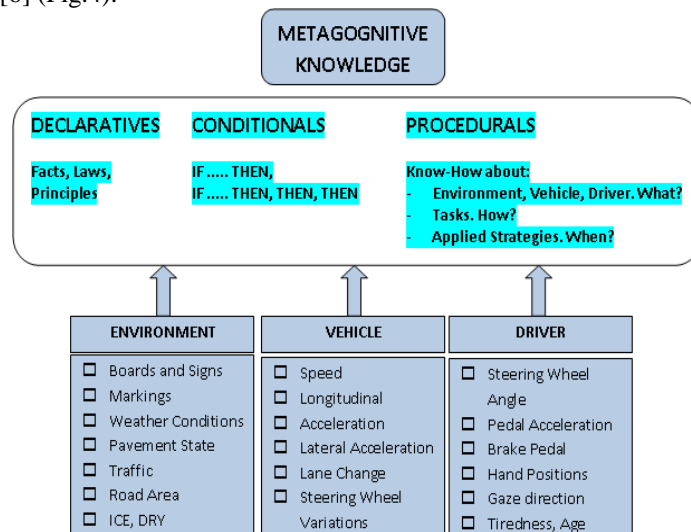 [6] (Fig.4).
METAGOGNITIVE
KNOWLEDGE
DECLARATIVES
Facts, Laws,
Principles
CONDITIONALS
IF ..... THEN,
IF ..... THEN, THEN, THEN
PROCEDURALS
Know-How about:
- Environment, Vehicle, Driver. What?
- Tasks. How?
- Applied Strategies. When?
ENVIRONMENT
Boards and Signs
Markings
Weather Conditions
Pavement State
Traffic
Road Area
ICE, DRY
VEHICLE
Speed
Longitudinal
Acceleration
Lateral Acceleration
Lane Change
Steering Wheel
Variations
DRIVER
Steering Wheel
Angle
Pedal Acceleration
Brake Pedal
Hand Positions
Gaze direction
Tiredness, Age